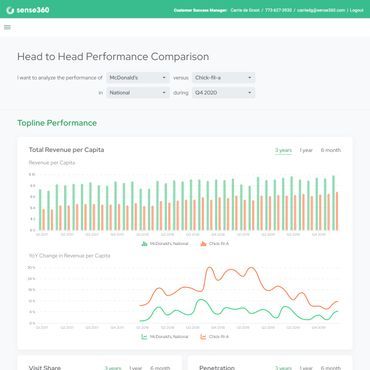 sense360
Customer Success Manager: Carrie de Groot / 773-627-3930 / carriedg@sense360.com | Logout
Head to Head Performance Comparison
I want to analyze the performance of McDonald's versus Chick-fil-a
in National during Q4 2020
Topline Performance
Total Revenue per Capita 3 years 1 year 6 month
Revenue per Capita
McDonald's, National Chick-fil-A
YoY Change in Revenue per Capita
McDonald's, National Chick-fil-A
Visit Share 3 years 1 year 6 month
Penetration 3 years 1 year 6 month